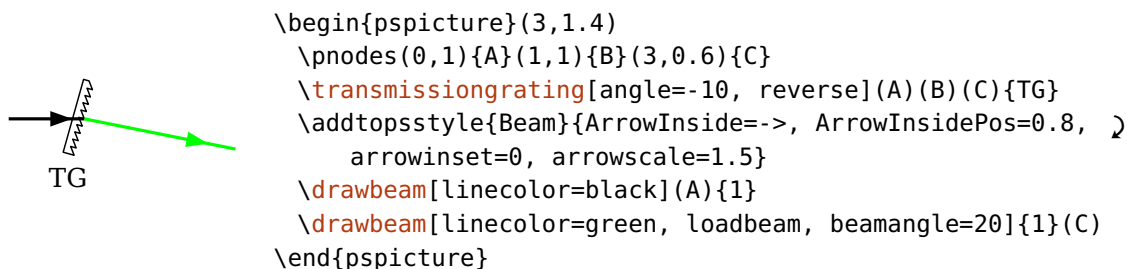 \begin{pspicture}(3,1.4)
\pnodes(0,1){A}(1,1){B}(3,0.6){C}
\transmissiongrating[angle=-10, reverse](A)(B)(C){TG}
\addtopsstyle{Beam}{ArrowInside=->, ArrowInsidePos=0.8,
arrowinset=0, arrowscale=1.5}
\drawbeam[linecolor=black](A){1}
\drawbeam[linecolor=green, loadbeam, beamangle=20]{1}(C)
\end{pspicture}
TG